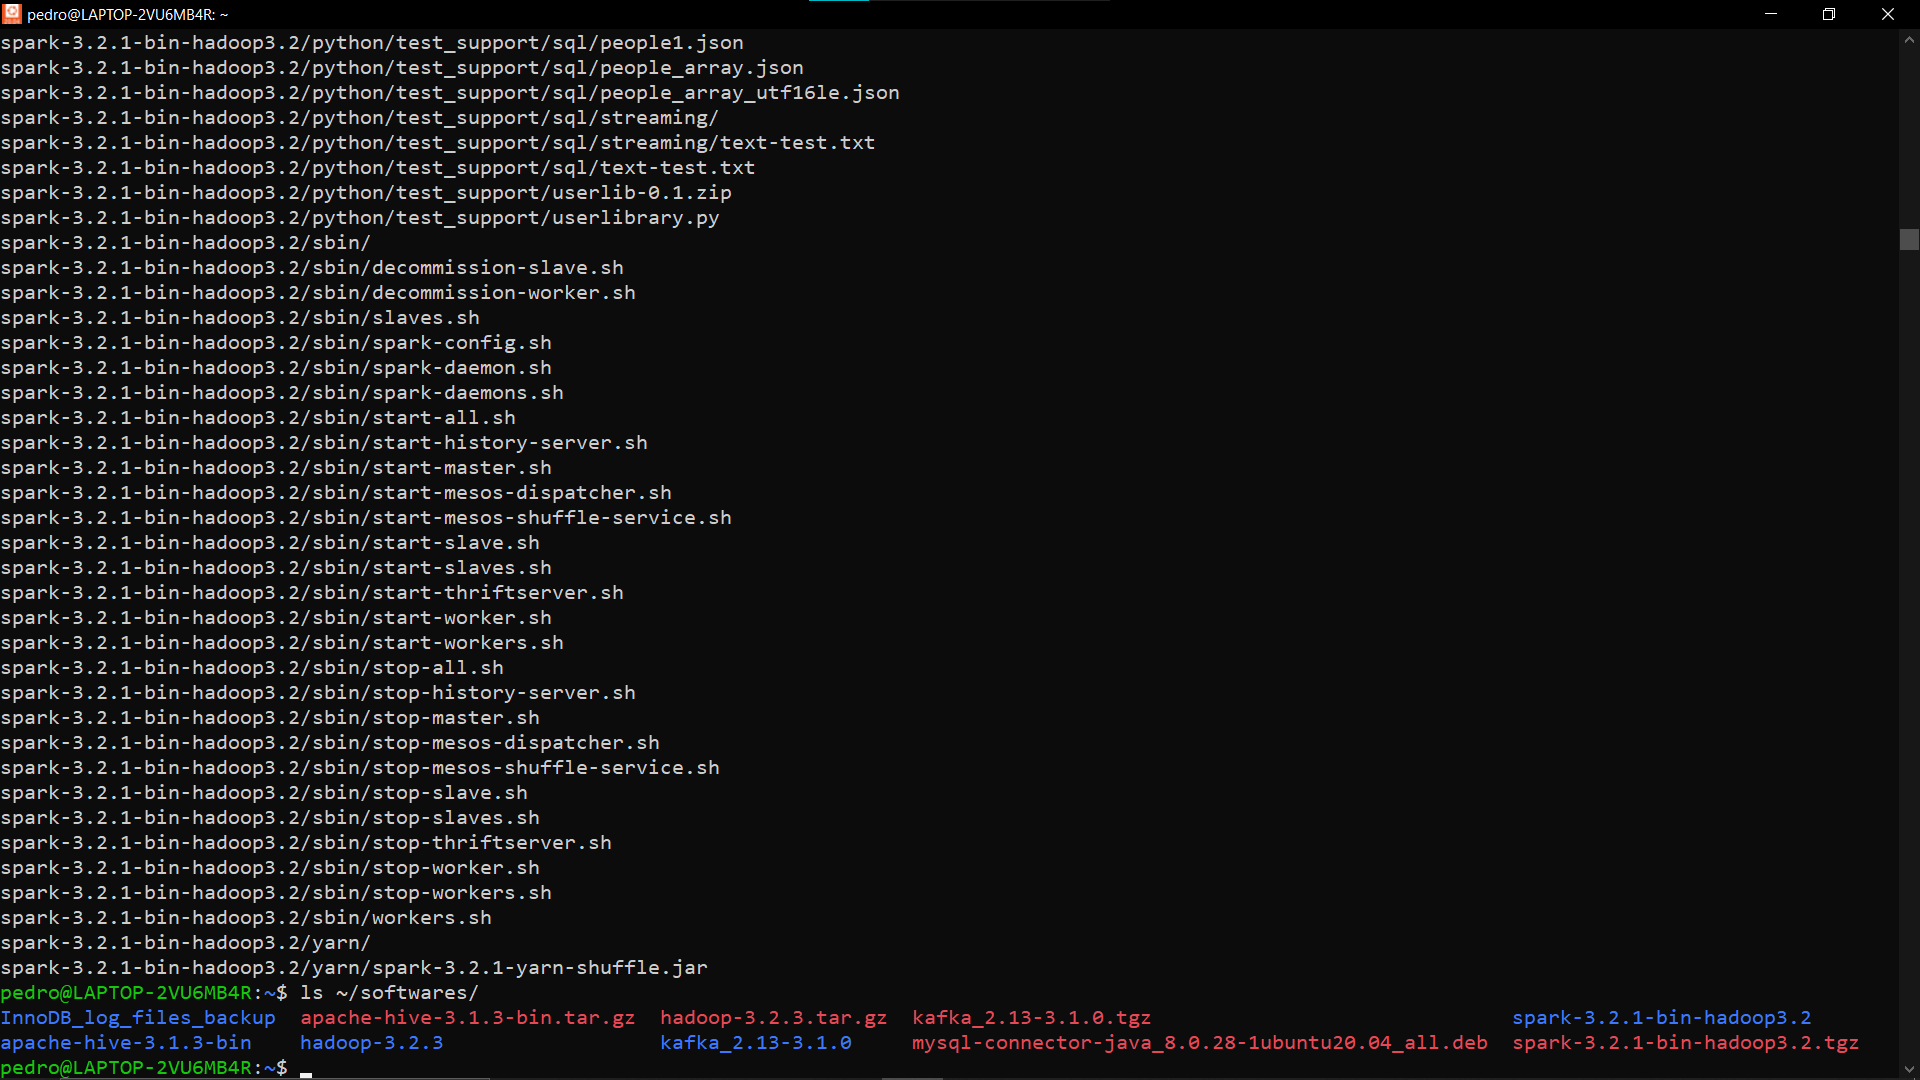 pedro@LAPTOP-2VU6MB4R: ~
spark-3.2.1-bin-hadoop3.2/python/test_support/sql/people1.json
spark-3.2.1-bin-hadoop3.2/python/test_support/sql/people_array.json
spark-3.2.1-bin-hadoop3.2/python/test_support/sql/people_array_utf16le.json
spark-3.2.1-bin-hadoop3.2/python/test_support/sql/streaming/
spark-3.2.1-bin-hadoop3.2/python/test_support/sql/streaming/text-test.txt
spark-3.2.1-bin-hadoop3.2/python/test_support/sql/text-test.txt
spark-3.2.1-bin-hadoop3.2/python/test_support/userlib-0.1.zip
spark-3.2.1-bin-hadoop3.2/python/test_support/userlibrary.py
spark-3.2.1-bin-hadoop3.2/sbin/
spark-3.2.1-bin-hadoop3.2/sbin/decommission-slave.sh
spark-3.2.1-bin-hadoop3.2/sbin/decommission-worker.sh
spark-3.2.1-bin-hadoop3.2/sbin/slaves.sh
spark-3.2.1-bin-hadoop3.2/sbin/spark-config.sh
spark-3.2.1-bin-hadoop3.2/sbin/spark-daemon.sh
spark-3.2.1-bin-hadoop3.2/sbin/spark-daemons.sh
spark-3.2.1-bin-hadoop3.2/sbin/start-all.sh
spark-3.2.1-bin-hadoop3.2/sbin/start-history-server.sh
spark-3.2.1-bin-hadoop3.2/sbin/start-master.sh
spark-3.2.1-bin-hadoop3.2/sbin/start-mesos-dispatcher.sh
spark-3.2.1-bin-hadoop3.2/sbin/start-mesos-shuffle-service.sh
spark-3.2.1-bin-hadoop3.2/sbin/start-slave.sh
spark-3.2.1-bin-hadoop3.2/sbin/start-slaves.sh
spark-3.2.1-bin-hadoop3.2/sbin/start-thriftserver.sh
spark-3.2.1-bin-hadoop3.2/sbin/start-worker.sh
spark-3.2.1-bin-hadoop3.2/sbin/start-workers.sh
spark-3.2.1-bin-hadoop3.2/sbin/stop-all.sh
spark-3.2.1-bin-hadoop3.2/sbin/stop-history-server.sh
spark-3.2.1-bin-hadoop3.2/sbin/stop-master.sh
spark-3.2.1-bin-hadoop3.2/sbin/stop-mesos-dispatcher.sh
spark-3.2.1-bin-hadoop3.2/sbin/stop-mesos-shuffle-service.sh
spark-3.2.1-bin-hadoop3.2/sbin/stop-slave.sh
spark-3.2.1-bin-hadoop3.2/sbin/stop-slaves.sh
spark-3.2.1-bin-hadoop3.2/sbin/stop-thriftserver.sh
spark-3.2.1-bin-hadoop3.2/sbin/stop-worker.sh
spark-3.2.1-bin-hadoop3.2/sbin/stop-workers.sh
spark-3.2.1-bin-hadoop3.2/sbin/workers.sh
spark-3.2.1-bin-hadoop3.2/yarn/
spark-3.2.1-bin-hadoop3.2/yarn/spark-3.2.1-yarn-shuffle.jar
pedro@LAPTOP-2VU6MB4R:~$ ls ~/softwares/
InnoDB_log_files_backup apache-hive-3.1.3-bin.tar.gz hadoop-3.2.3.tar.gz kafka_2.13-3.1.0.tgz spark-3.2.1-bin-hadoop3.2
apache-hive-3.1.3-bin hadoop-3.2.3 kafka_2.13-3.1.0 mysql-connector-java_8.0.28-1ubuntu20.04_all.deb spark-3.2.1-bin-hadoop3.2.tgz
pedro@LAPTOP-2VU6MB4R:~$